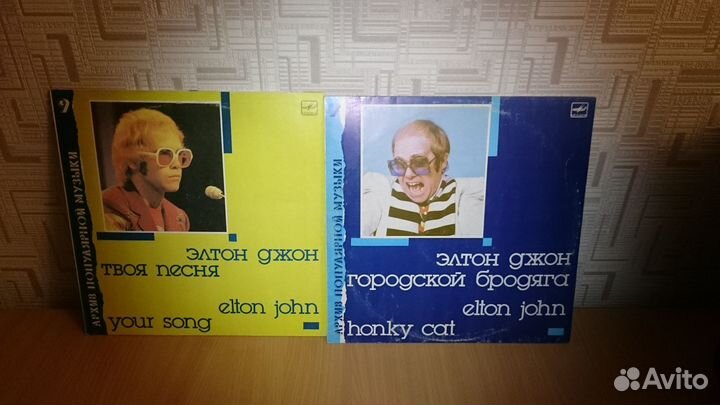 9
АРХИВ ПОПУЛЯРНОЙ МУЗЫКИ
ЭЛТОН ДЖОН
ТВОЯ ПЕСНЯ
elton john
your song
АРХИВ ПОПУЛЯРНОЙ МУЗЫКИ
ЭЛТОН ДЖОН
ГОРОДСКОЙ БРОДЯГА
elton john
honky cat
Avito